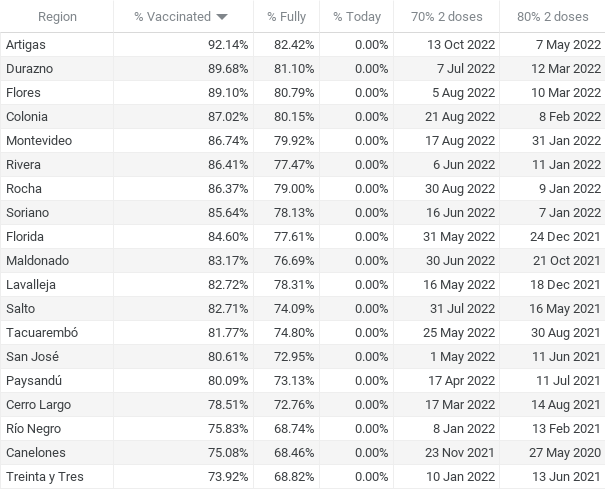 Region % Vaccinated % Fully % Today 70% 2 doses 80% 2 doses
Artigas 92.14% 82.42% 0.00% 13 Oct 2022 7 May 2022
Durazno 89.68% 81.10% 0.00% 7 Jul 2022 12 Mar 2022
Flores 89.10% 80.79% 0.00% 5 Aug 2022 10 Mar 2022
Colonia 87.02% 80.15% 0.00% 21 Aug 2022 8 Feb 2022
Montevideo 86.74% 79.92% 0.00% 17 Aug 2022 31 Jan 2022
Rivera 86.41% 77.47% 0.00% 6 Jun 2022 11 Jan 2022
Rocha 86.37% 79.00% 0.00% 30 Aug 2022 9 Jan 2022
Soriano 85.64% 78.13% 0.00% 16 Jun 2022 7 Jan 2022
Florida 84.60% 77.61% 0.00% 31 May 2022 24 Dec 2021
Maldonado 83.17% 76.69% 0.00% 30 Jun 2022 21 Oct 2021
Lavalleja 82.72% 78.31% 0.00% 16 May 2022 18 Dec 2021
Salto 82.71% 74.09% 0.00% 31 Jul 2022 16 May 2021
Tacuarembó 81.77% 74.80% 0.00% 25 May 2022 30 Aug 2021
San José 80.61% 72.95% 0.00% 1 May 2022 11 Jun 2021
Paysandú 80.09% 73.13% 0.00% 17 Apr 2022 11 Jul 2021
Cerro Largo 78.51% 72.76% 0.00% 17 Mar 2022 14 Aug 2021
Río Negro 75.83% 68.74% 0.00% 8 Jan 2022 13 Feb 2021
Canelones 75.08% 68.46% 0.00% 23 Nov 2021 27 May 2020
Treinta y Tres 73.92% 68.82% 0.00% 10 Jan 2022 13 Jun 2021